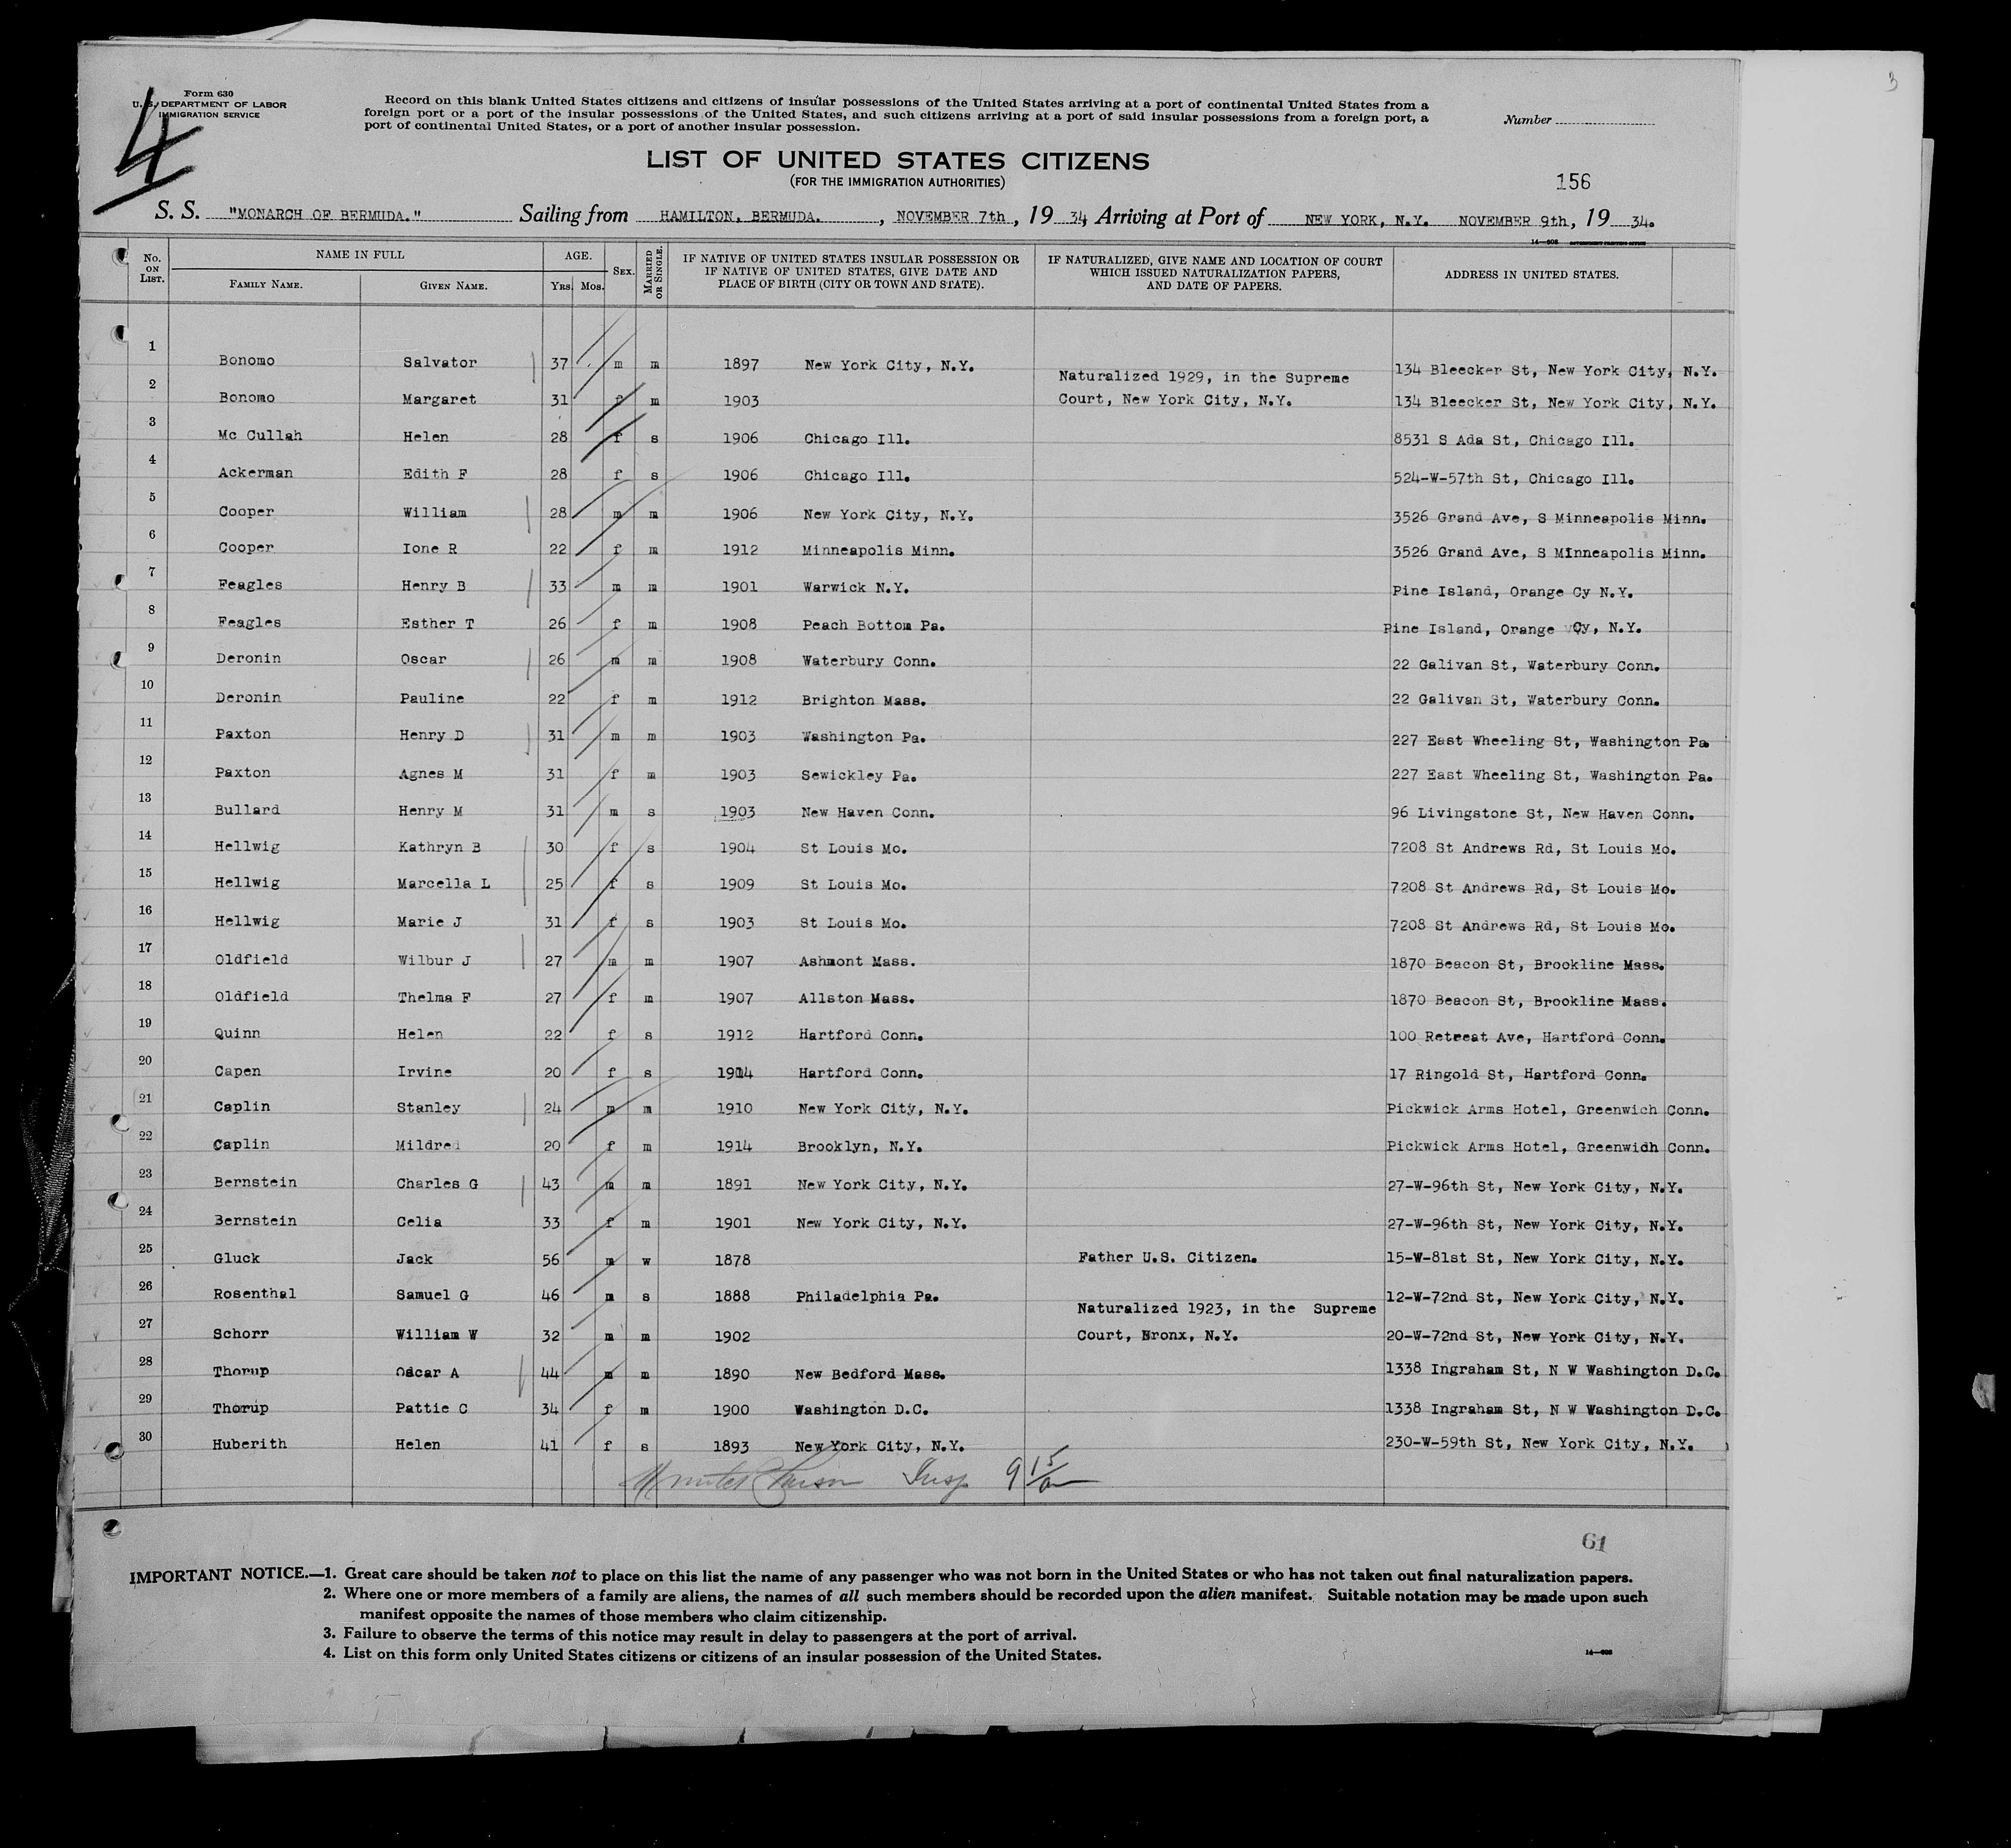 3
Form 630
U. S. DEPARTMENT OF LABOR
IMMIGRATION SERVICE
4
Record on this blank United States citizens and citizens of insular possessions of the United States arriving at a port of continental United States from a
foreign port or a port of the insular possessions of the United States, and such citizens arriving at a port of said insular possessions from a foreign port, a
port of continental United States, or a port of another insular possession.
Number
LIST OF UNITED STATES CITIZENS
(FOR THE IMMIGRATION AUTHORITIES)
156
S. S. "MONARCH OF BERMUDA." Sailing from HAMILTON, BERMUDA. , NOVEMBER 7th , 19 34, Arriving at Port of NEW YORK, N.Y. NOVEMBER 9th, 19 34.
14—608 GOVERNMENT PRINTING OFFICE
No. ON LIST. NAME IN FULL FAMILY NAME. GIVEN NAME. AGE. YRS. MOS. SEX. MARRIED OR SINGLE. IF NATIVE OF UNITED STATES INSULAR POSSESSION OR IF NATIVE OF UNITED STATES, GIVE DATE AND PLACE OF BIRTH (CITY OR TOWN AND STATE). IF NATURALIZED, GIVE NAME AND LOCATION OF COURT WHICH ISSUED NATURALIZATION PAPERS, AND DATE OF PAPERS. ADDRESS IN UNITED STATES.
1 Bonomo Salvator 37 m m 1897 New York City, N.Y. 134 Bleecker St, New York City, N.Y.
Naturalized 1929, in the Supreme
2 Bonomo Margaret 31 f m 1903 Court, New York City, N.Y. 134 Bleecker St, New York City, N.Y.
3 Mc Cullah Helen 28 f s 1906 Chicago Ill. 8531 S Ada St, Chicago Ill.
4 Ackerman Edith F 28 f s 1906 Chicago Ill. 524-W-57th St, Chicago Ill.
5 Cooper William 28 m m 1906 New York City, N.Y. 3526 Grand Ave, S Minneapolis Minn.
6 Cooper Ione R 22 f m 1912 Minneapolis Minn. 3526 Grand Ave, S MInneapolis Minn.
7 Feagles Henry B 33 m m 1901 Warwick N.Y. Pine Island, Orange Cy N.Y.
8 Feagles Esther T 26 f m 1908 Peach Bottom Pa. Pine Island, Orange Cy, N.Y.
9 Deronin Oscar 26 m m 1908 Waterbury Conn. 22 Galivan St, Waterbury Conn.
10 Deronin Pauline 22 f m 1912 Brighton Mass. 22 Galivan St, Waterbury Conn.
11 Paxton Henry D 31 m m 1903 Washington Pa. 227 East Wheeling St, Washington Pa.
12 Paxton Agnes M 31 f m 1903 Sewickley Pa. 227 East Wheeling St, Washington Pa.
13 Bullard Henry M 31 m s 1903 New Haven Conn. 96 Livingstone St, New Haven Conn.
14 Hellwig Kathryn B 30 f s 1904 St Louis Mo. 7208 St Andrews Rd, St Louis Mo.
15 Hellwig Marcella L 25 f s 1909 St Louis Mo. 7208 St Andrews Rd, St Louis Mo.
16 Hellwig Marie J 31 f s 1903 St Louis Mo. 7208 St Andrews Rd, St Louis Mo.
17 Oldfield Wilbur J 27 m m 1907 Ashmont Mass. 1870 Beacon St, Brookline Mass.
18 Oldfield Thelma F 27 f m 1907 Allston Mass. 1870 Beacon St, Brookline Mass.
19 Quinn Helen 22 f s 1912 Hartford Conn. 100 Retreat Ave, Hartford Conn.
20 Capen Irvine 20 f s 1914 Hartford Conn. 17 Ringold St, Hartford Conn.
21 Caplin Stanley 24 m m 1910 New York City, N.Y. Pickwick Arms Hotel, Greenwich Conn.
22 Caplin Mildred 20 f m 1914 Brooklyn, N.Y. Pickwick Arms Hotel, Greenwich Conn.
23 Bernstein Charles G 43 m m 1891 New York City, N.Y. 27-W-96th St, New York City, N.Y.
24 Bernstein Celia 33 f m 1901 New York City, N.Y. 27-W-96th St, New York City, N.Y.
25 Gluck Jack 56 m w 1878 Father U.S. Citizen. 15-W-81st St, New York City, N.Y.
26 Rosenthal Samuel G 46 m s 1888 Philadelphia Pa. 12-W-72nd St, New York City, N.Y.
Naturalized 1923, in the Supreme
27 Schorr William W 32 m m 1902 Court, Bronx, N.Y. 20-W-72nd St, New York City, N.Y.
28 Thorup Oscar A 44 m m 1890 New Bedford Mass. 1338 Ingraham St, N W Washington D.C.
29 Thorup Pattie C 34 f m 1900 Washington D.C. 1338 Ingraham St, N W Washington D.C.
30 Huberith Helen 41 f s 1893 New York City, N.Y. 230-W-59th St, New York City, N.Y.
Insp 9 15/a
61
IMPORTANT NOTICE.—1. Great care should be taken not to place on this list the name of any passenger who was not born in the United States or who has not taken out final naturalization papers.
2. Where one or more members of a family are aliens, the names of all such members should be recorded upon the alien manifest. Suitable notation may be made upon such
manifest opposite the names of those members who claim citizenship.
3. Failure to observe the terms of this notice may result in delay to passengers at the port of arrival.
4. List on this form only United States citizens or citizens of an insular possession of the United States.
14—608